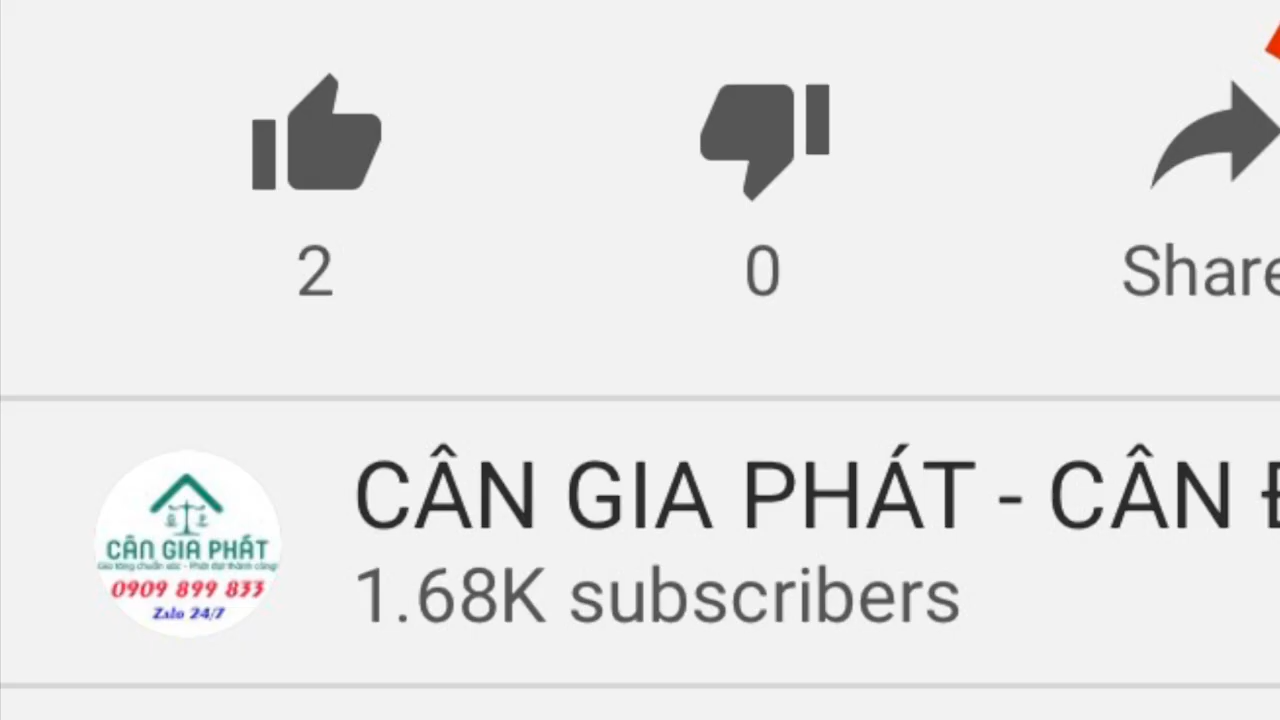 2
0
Share
CÂN GIA PHÁT - CÂN Đ
1.68K subscribers
CÂN GIA PHÁT
0909 899 833
Zalo 24/7